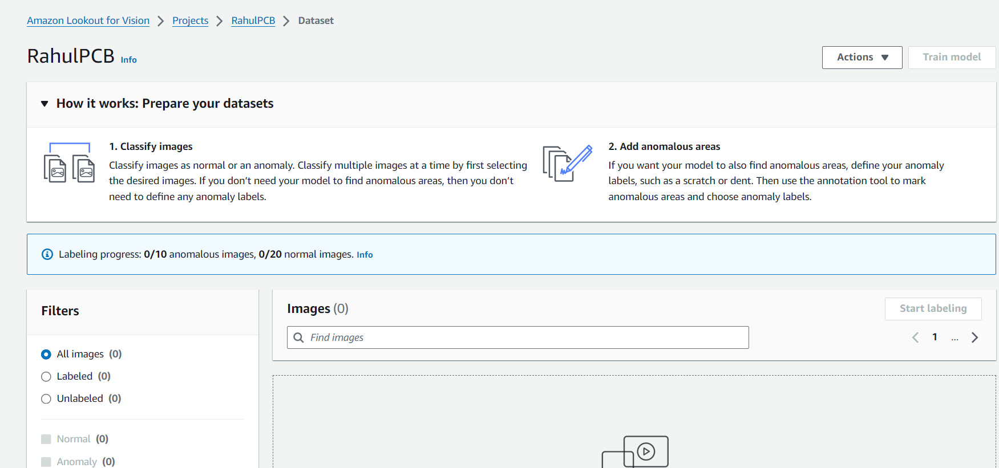 Amazon Lookout for Vision > Projects > RahulPCB > Dataset
RahulPCB Info
Actions ▼ Train model
▼ How it works: Prepare your datasets
1. Classify images
Classify images as normal or an anomaly. Classify multiple images at a time by first selecting
the desired images. If you don’t need your model to find anomalous areas, then you don’t
need to define any anomaly labels.
2. Add anomalous areas
If you want your model to also find anomalous areas, define your anomaly
labels, such as a scratch or dent. Then use the annotation tool to mark
anomalous areas and choose anomaly labels.
Labeling progress: 0/10 anomalous images, 0/20 normal images. Info
Filters
All images (0)
Labeled (0)
Unlabeled (0)
Normal (0)
Anomaly (0)
Images (0)
Start labeling
Find images
< 1 ... >